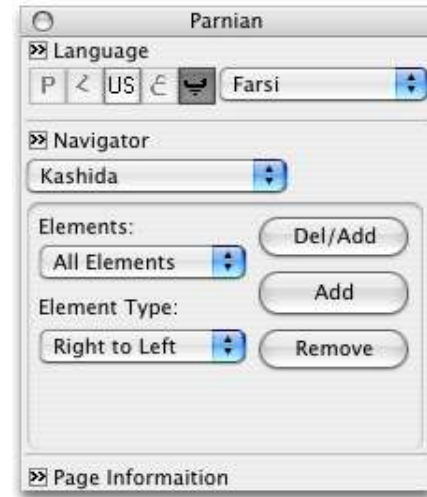 Parnian
Language
P US ع Farsi
Navigator
Kashida
Elements:
Del/Add
All Elements
Add
Element Type:
Right to Left
Remove
Page Informaition